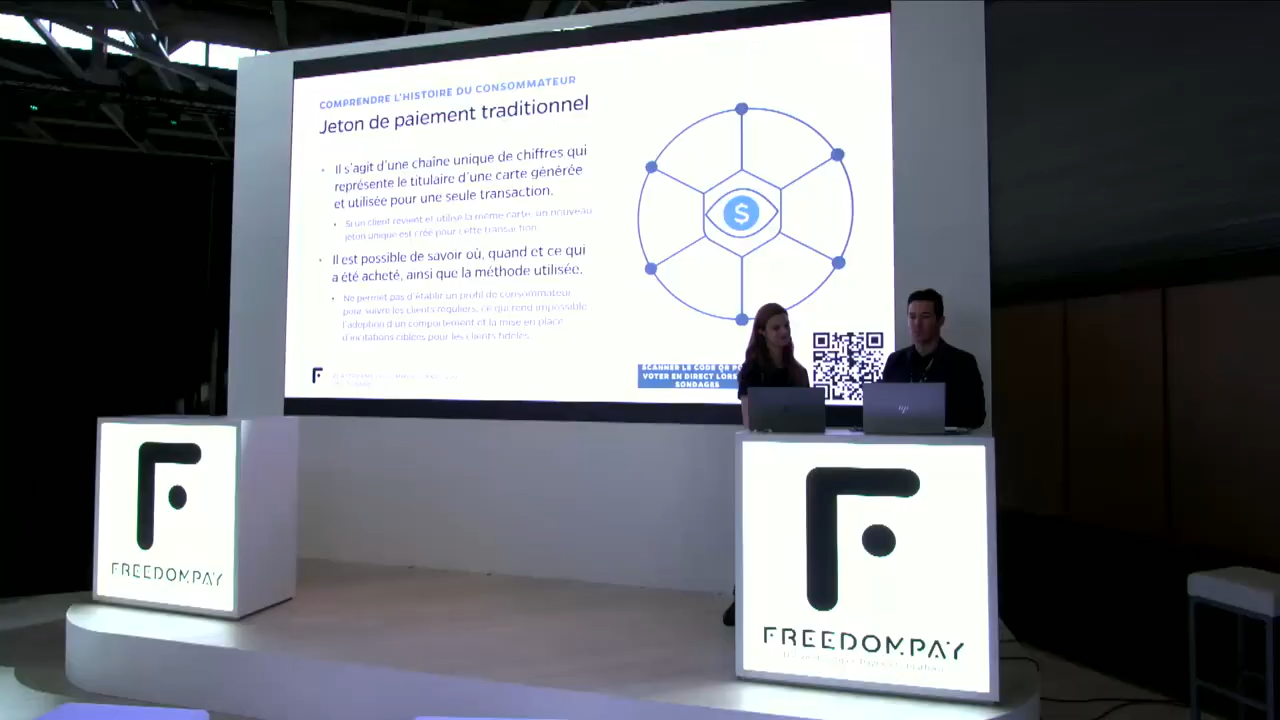 COMPRENDRE L'HISTOIRE DU CONSOMMATEUR
Jeton de paiement traditionnel
Il s'agit d'une chaîne unique de chiffres qui
représente le titulaire d'une carte générée
et utilisée pour une seule transaction.
Si un client revient et utilise la même carte, un nouveau
jeton unique est créé pour cette transaction.
Il est possible de savoir où, quand et ce qui
a été acheté, ainsi que la méthode utilisée.
Ne permet pas d'établir un profil de consommateur
pour suivre les clients réguliers, ce qui rend impossible
l'adoption d'un comportement et la mise en place
d'incitations ciblées pour les clients fidèles.
$
SCANNER LE CODE QR
VOTER EN DIRECT LORS
SONDAGES
hp
FREEDOMPAY
FREEDOMPAY